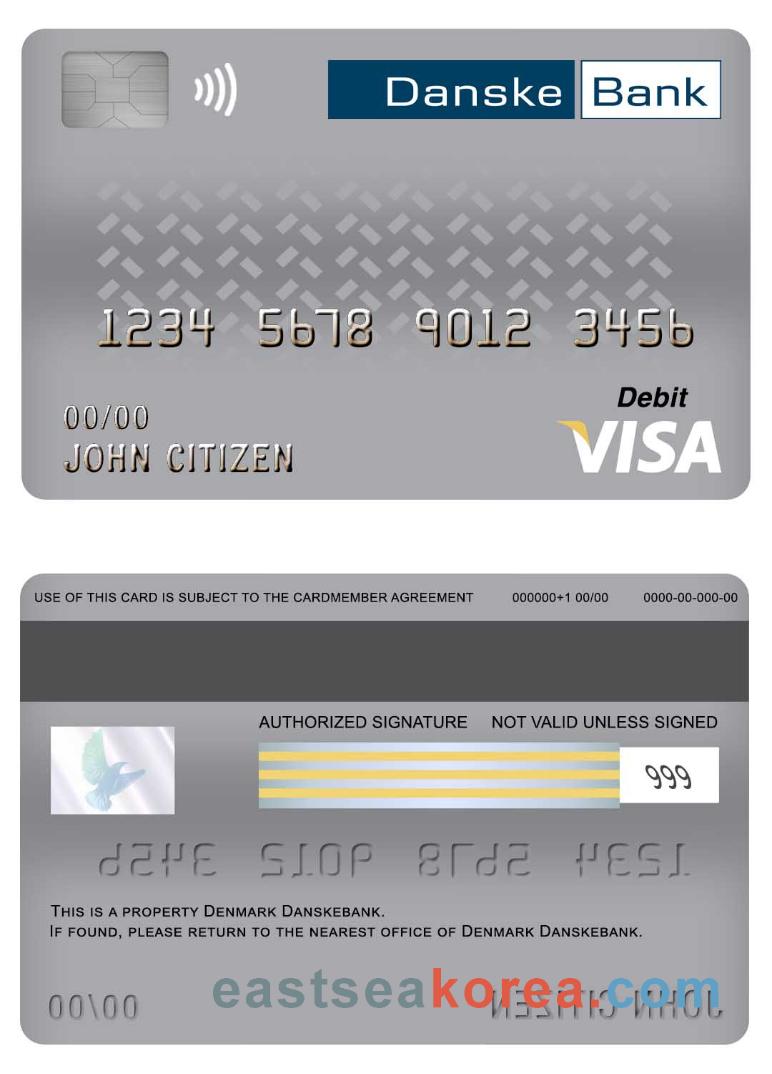 Danske Bank
1234 5678 9012 3456
Debit
00/00
VISA
JOHN CITIZEN
USE OF THIS CARD IS SUBJECT TO THE CARDMEMBER AGREEMENT 000000+1 00/00 0000-00-000-00
AUTHORIZED SIGNATURE NOT VALID UNLESS SIGNED
999
1234 5678 9012 3456
THIS IS A PROPERTY DENMARK DANSKEBANK.
IF FOUND, PLEASE RETURN TO THE NEAREST OFFICE OF DENMARK DANSKEBANK.
eastseakorea.com
00/00 JOHN CITIZEN